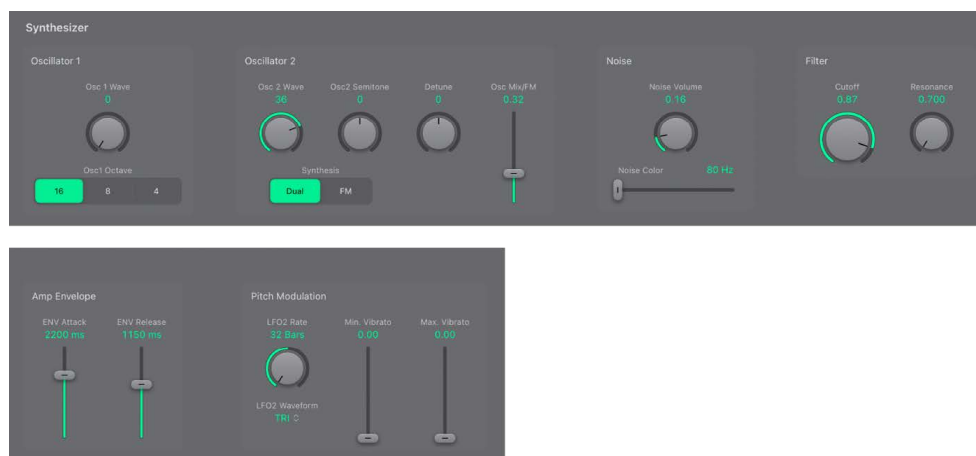 Synthesizer
Oscillator 1
Osc 1 Wave
0
Osc1 Octave
16 8 4
Oscillator 2
Osc 2 Wave Osc2 Semitone Detune Osc Mix/FM
36 0 0 0.32
Synthesis
Dual FM
Noise
Noise Volume
0.16
Noise Color 80 Hz
Filter
Cutoff Resonance
0.87 0.700
Amp Envelope
ENV Attack ENV Release
2200 ms 1150 ms
Pitch Modulation
LFO2 Rate Min. Vibrato Max. Vibrato
32 Bars 0.00 0.00
LFO2 Waveform
TRI